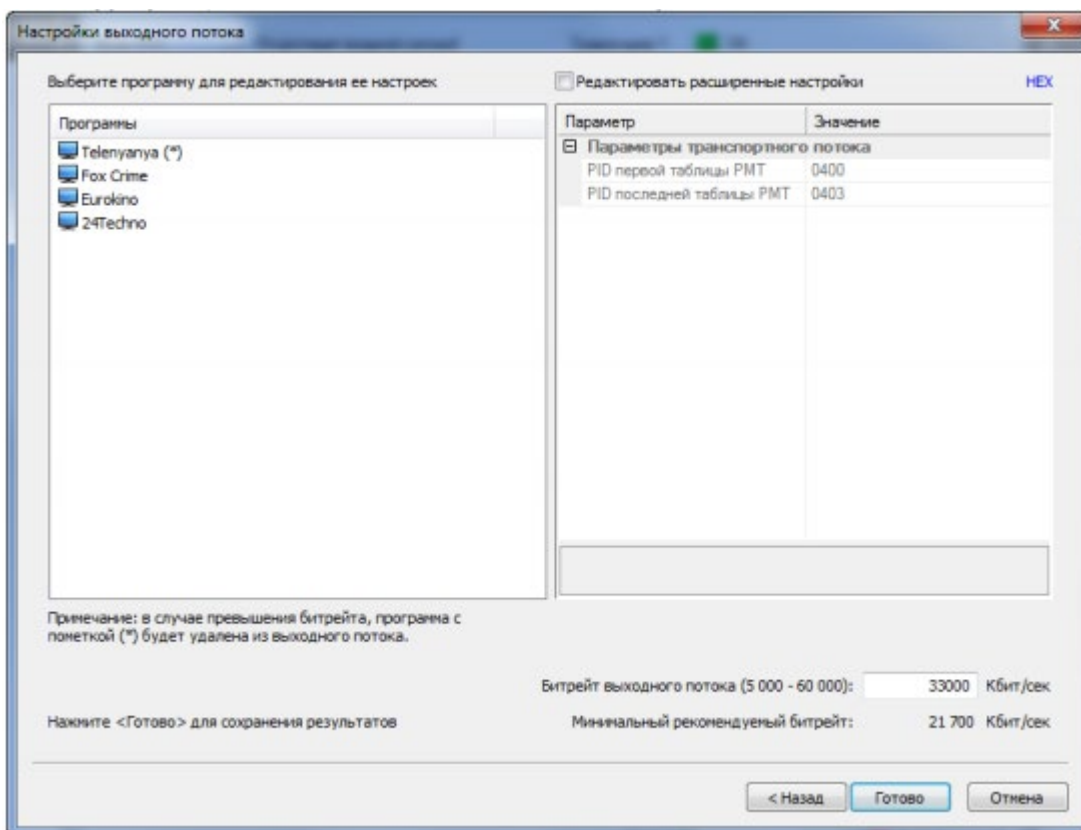 Настройки выходного потока
Выберите программу для редактирования ее настроек
Редактировать расширенные настройки
HEX
Программы
Telenyanya (*)
Fox Crime
Eurokino
24Techno
Параметр
Значение
Параметры транспортного потока
PID первой таблицы PMT
0400
PID последней таблицы PMT
0403
Примечание: в случае превышения битрейта, программа с
пометкой (*) будет удалена из выходного потока.
Битрейт выходного потока (5 000 - 60 000):
33000
Кбит/сек
Нажмите <Готово> для сохранения результатов
Минимальный рекомендуемый битрейт:
21 700
Кбит/сек
< Назад
Готово
Отмена